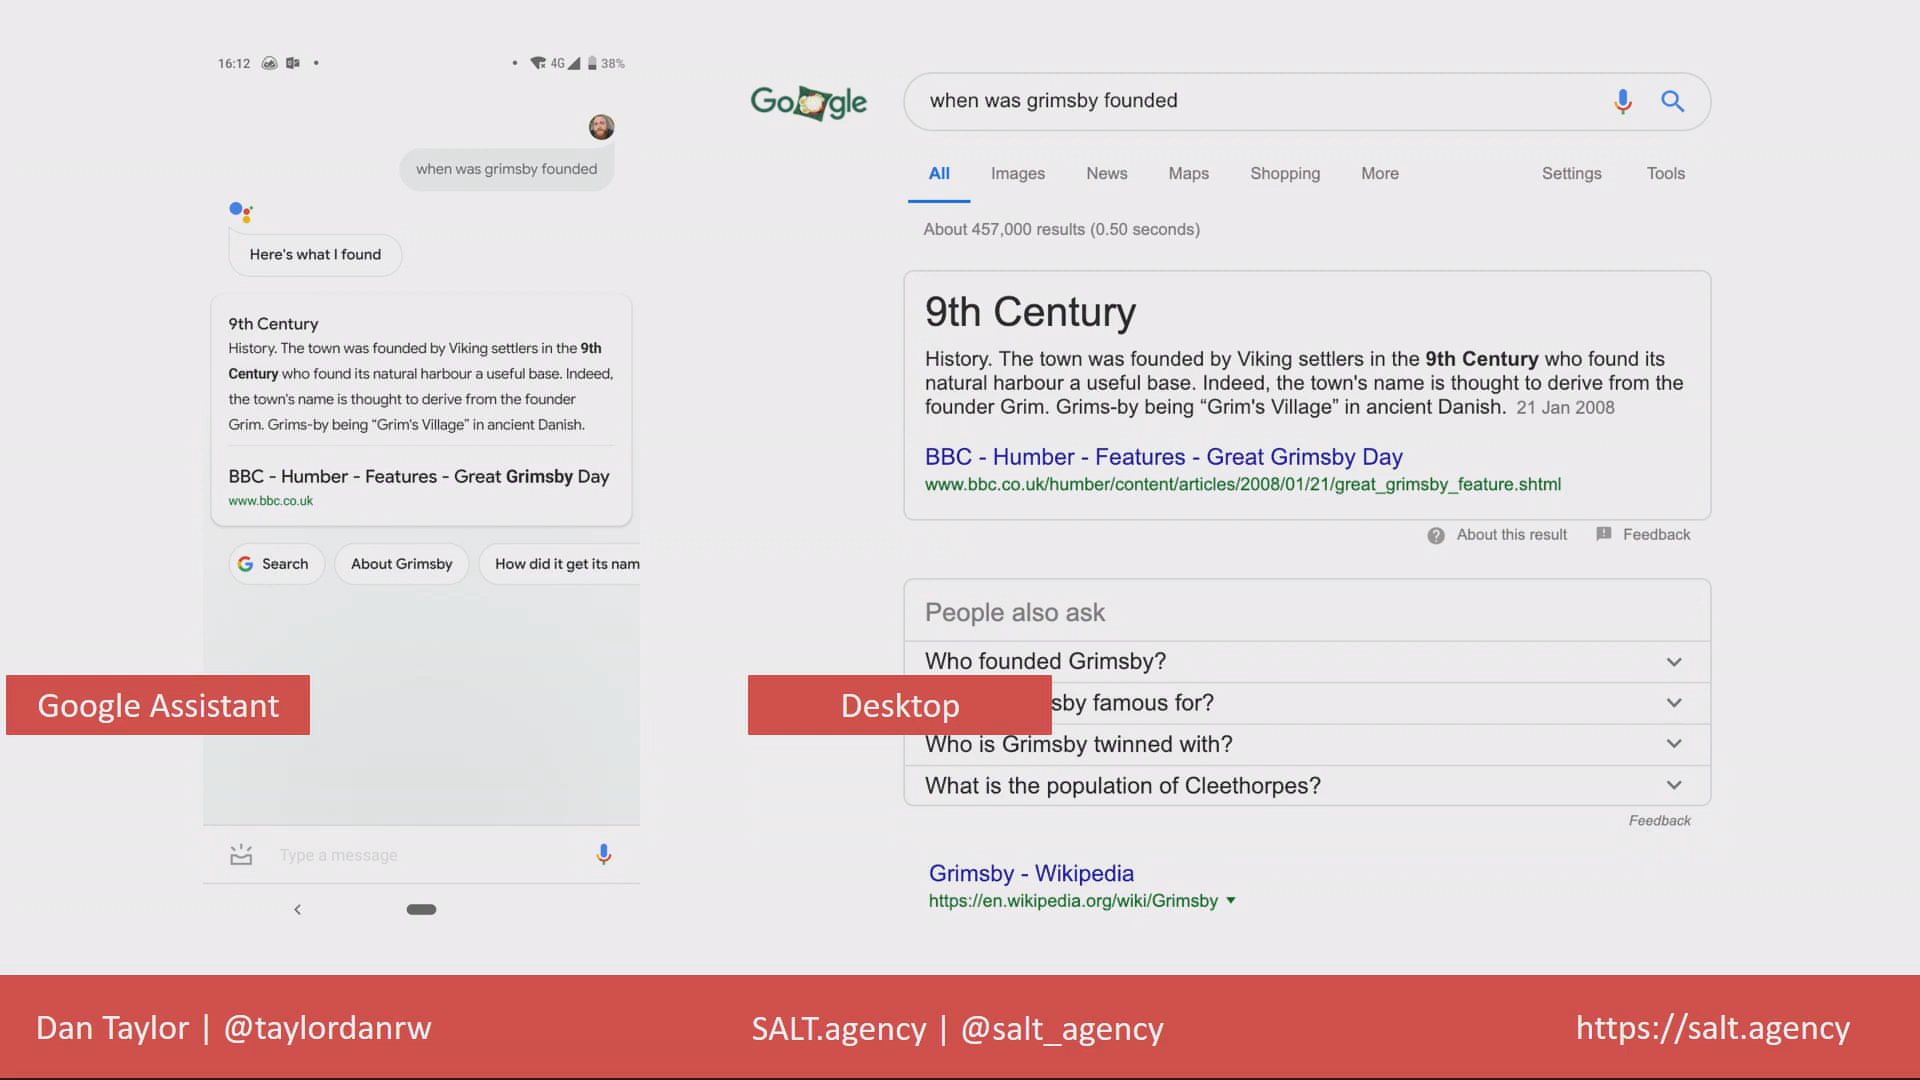 16:12
4G
38%
when was grimsby founded
Here's what I found
9th Century
History. The town was founded by Viking settlers in the 9th
Century who found its natural harbour a useful base. Indeed,
the town's name is thought to derive from the founder
Grim. Grims-by being “Grim's Village” in ancient Danish.
BBC - Humber - Features - Great Grimsby Day
www.bbc.co.uk
Search
About Grimsby
How did it get its nam
Type a message
Google Assistant
Google
when was grimsby founded
All
Images
News
Maps
Shopping
More
Settings
Tools
About 457,000 results (0.50 seconds)
9th Century
History. The town was founded by Viking settlers in the 9th Century who found its
natural harbour a useful base. Indeed, the town's name is thought to derive from the
founder Grim. Grims-by being “Grim's Village” in ancient Danish. 21 Jan 2008
BBC - Humber - Features - Great Grimsby Day
www.bbc.co.uk/humber/content/articles/2008/01/21/great_grimsby_feature.shtml
About this result
Feedback
People also ask
Who founded Grimsby?
sby famous for?
Desktop
Who is Grimsby twinned with?
What is the population of Cleethorpes?
Feedback
Grimsby - Wikipedia
https://en.wikipedia.org/wiki/Grimsby
Dan Taylor | @taylordanrw
SALT.agency | @salt_agency
https://salt.agency